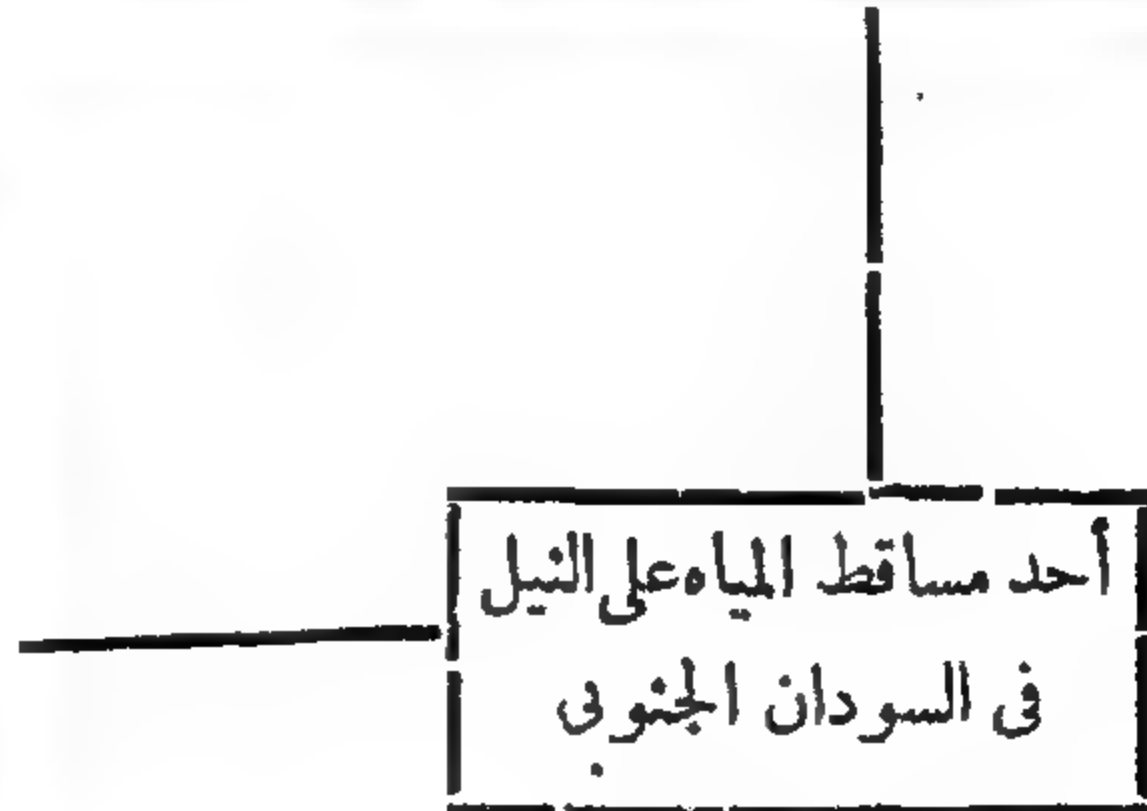 أحد مساقط المياه على النيل
فى السودان الجنوبى